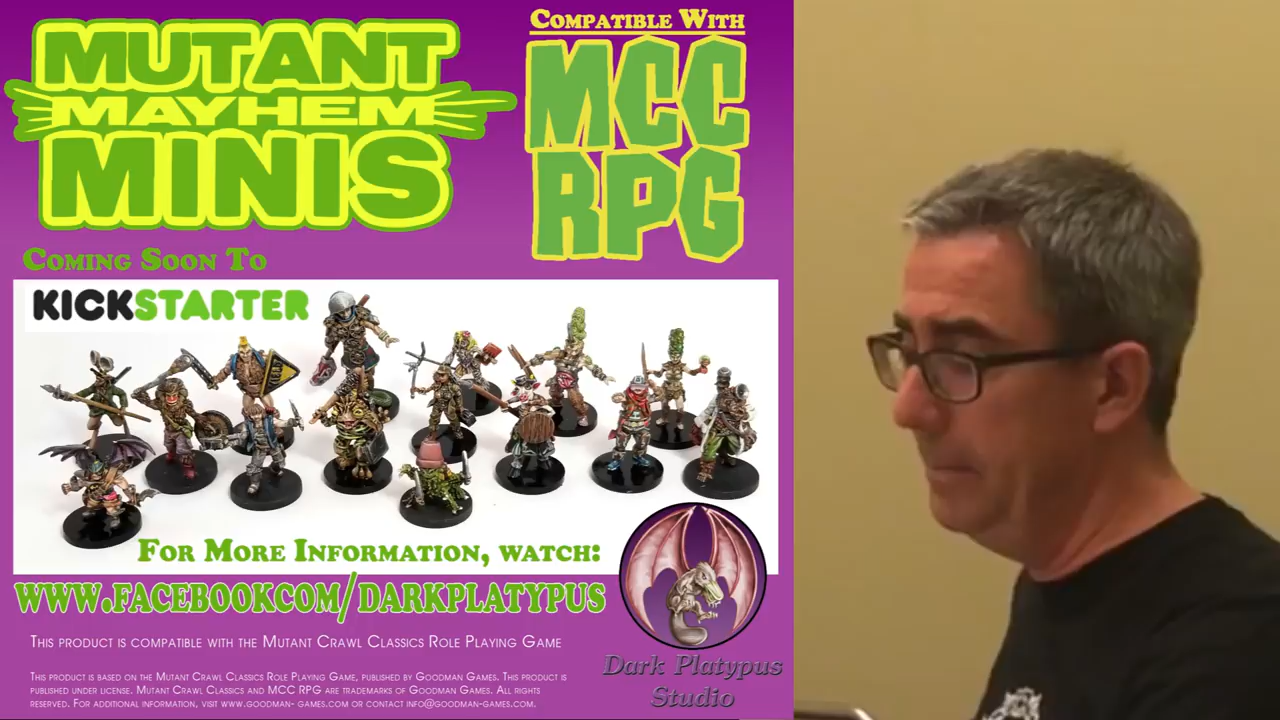 MUTANT
MAYHEM
MINIS
COMPATIBLE WITH
MCC
RPG
COMING SOON TO
KICKSTARTER
FOR MORE INFORMATION, WATCH:
WWW.FACEBOOKCOM/DARKPLATYPUS
THIS PRODUCT IS COMPATIBLE WITH THE MUTANT CRAWL CLASSICS ROLE PLAYING GAME
THIS PRODUCT IS BASED ON THE MUTANT CRAWL CLASSICS ROLE PLAYING GAME, PUBLISHED BY GOODMAN GAMES. THIS PRODUCT IS
PUBLISHED UNDER LICENSE. MUTANT CRAWL CLASSICS AND MCC RPG ARE TRADEMARKS OF GOODMAN GAMES. ALL RIGHTS
RESERVED. FOR ADDITIONAL INFORMATION, VISIT WWW.GOODMAN- GAMES.COM OR CONTACT INFO@GOODMAN-GAMES.COM.
Dark Platypus
Studio